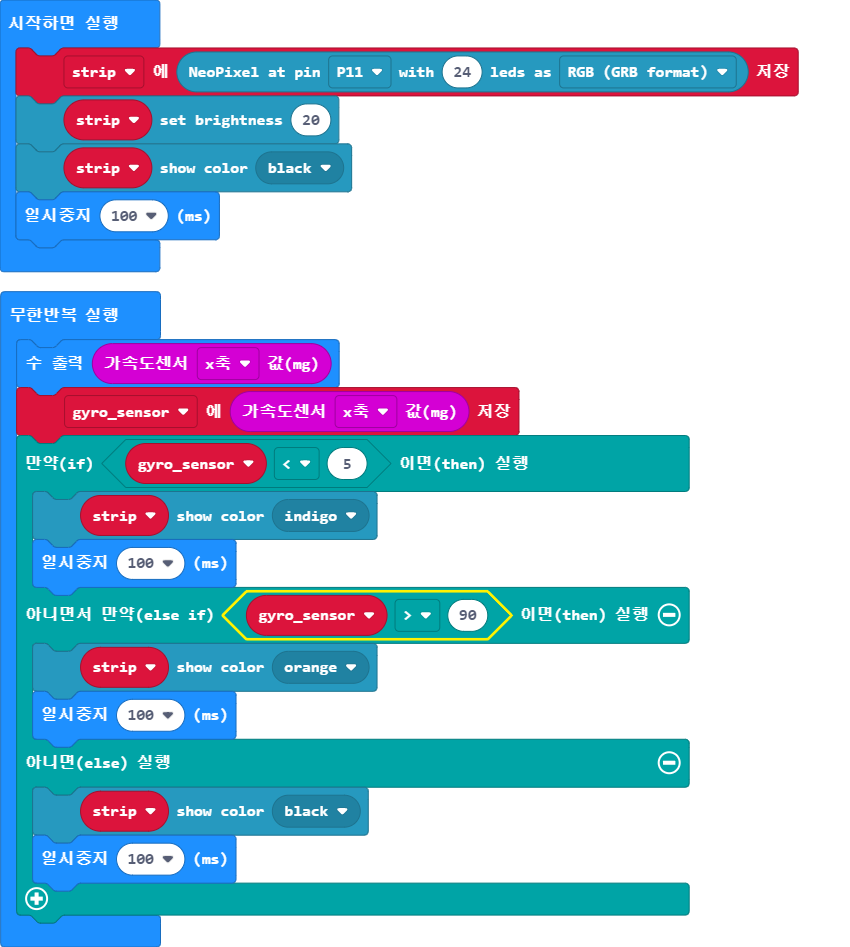 시작하면 실행
strip 에 NeoPixel at pin P11 with 24 leds as RGB (GRB format) 저장
strip set brightness 20
strip show color black
일시중지 100 (ms)
무한반복 실행
수 출력 가속도센서 x축 값(mg)
gyro_sensor 에 가속도센서 x축 값(mg) 저장
만약(if) gyro_sensor < 5 이면(then) 실행
strip show color indigo
일시중지 100 (ms)
아니면서 만약(else if) gyro_sensor > 90 이면(then) 실행
strip show color orange
일시중지 100 (ms)
아니면(else) 실행
strip show color black
일시중지 100 (ms)